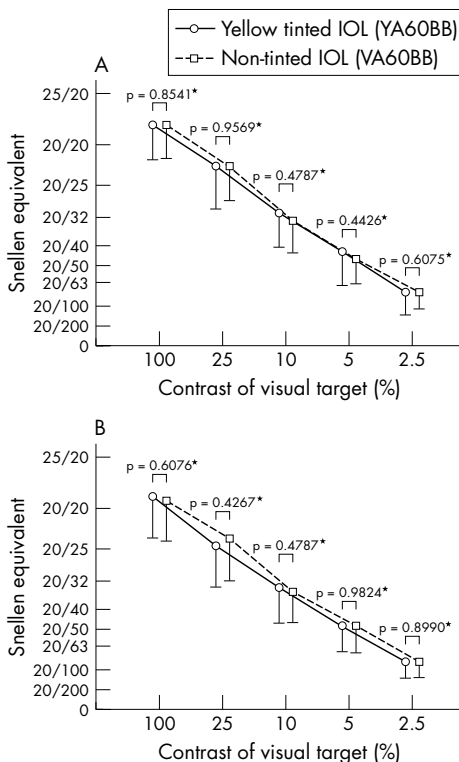 Yellow tinted IOL (YA60BB)
Non-tinted IOL (VA60BB)
A
25/20
20/20
20/25
20/32
20/40
20/50
20/63
20/100
20/200
0
Snellen equivalent
p = 0.8541★
p = 0.9569★
p = 0.4787★
p = 0.4426★
p = 0.6075★
100 25 10 5 2.5
Contrast of visual target (%)
B
25/20
20/20
20/25
20/32
20/40
20/50
20/63
20/100
20/200
0
Snellen equivalent
p = 0.6076★
p = 0.4267★
p = 0.4787★
p = 0.9824★
p = 0.8990★
100 25 10 5 2.5
Contrast of visual target (%)